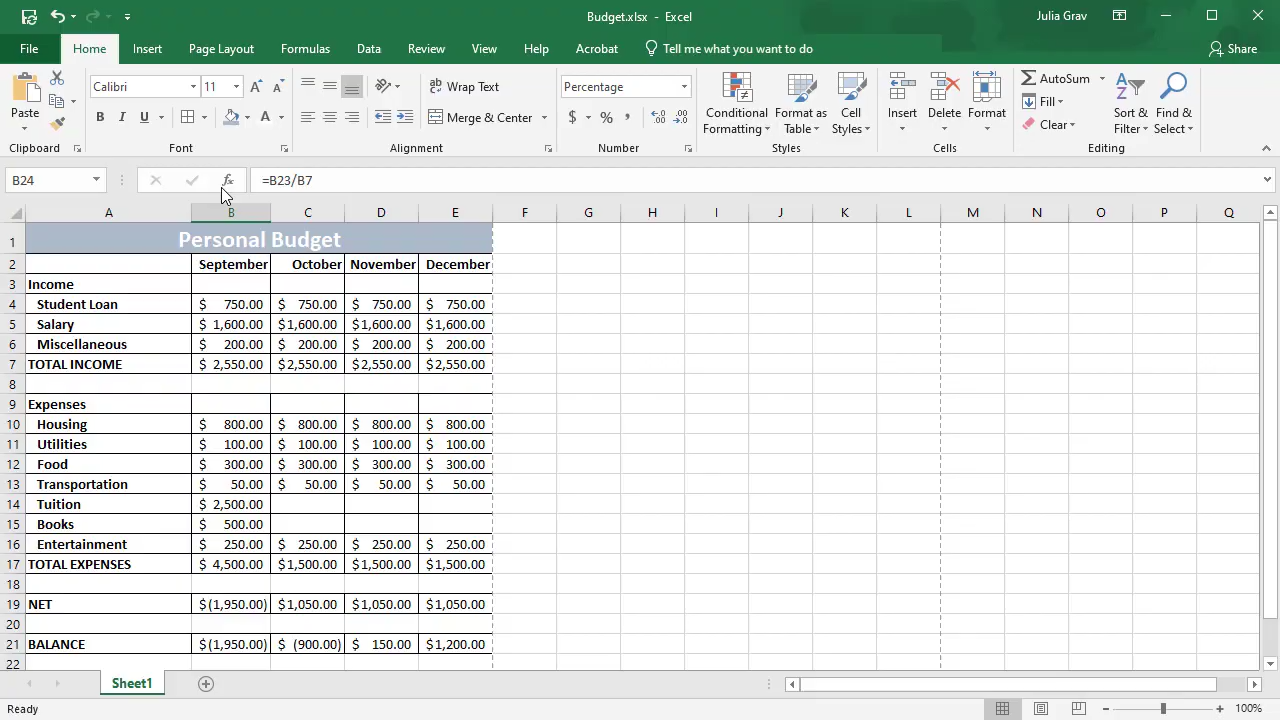 Budget.xlsx - Excel
Julia Grav
File Home Insert Page Layout Formulas Data Review View Help Acrobat Tell me what you want to do Share
Paste
Clipboard
Calibri 11
B I U A
Font
Wrap Text
Merge & Center
Alignment
Percentage
$ % ,
Number
Conditional Formatting
Format as Table
Cell Styles
Styles
Insert
Delete
Format
Cells
AutoSum
Fill
Clear
Sort & Filter
Find & Select
Editing
B24 fx =B23/B7
A B C D E F G H I J K L M N O P Q
1 Personal Budget
2 September October November December
3 Income
4 Student Loan $ 750.00 $ 750.00 $ 750.00 $ 750.00
5 Salary $ 1,600.00 $1,600.00 $1,600.00 $1,600.00
6 Miscellaneous $ 200.00 $ 200.00 $ 200.00 $ 200.00
7 TOTAL INCOME $ 2,550.00 $2,550.00 $2,550.00 $2,550.00
8
9 Expenses
10 Housing $ 800.00 $ 800.00 $ 800.00 $ 800.00
11 Utilities $ 100.00 $ 100.00 $ 100.00 $ 100.00
12 Food $ 300.00 $ 300.00 $ 300.00 $ 300.00
13 Transportation $ 50.00 $ 50.00 $ 50.00 $ 50.00
14 Tuition $ 2,500.00
15 Books $ 500.00
16 Entertainment $ 250.00 $ 250.00 $ 250.00 $ 250.00
17 TOTAL EXPENSES $ 4,500.00 $1,500.00 $1,500.00 $1,500.00
18
19 NET $(1,950.00) $1,050.00 $1,050.00 $1,050.00
20
21 BALANCE $(1,950.00) $ (900.00) $ 150.00 $1,200.00
22
Sheet1
Ready
100%